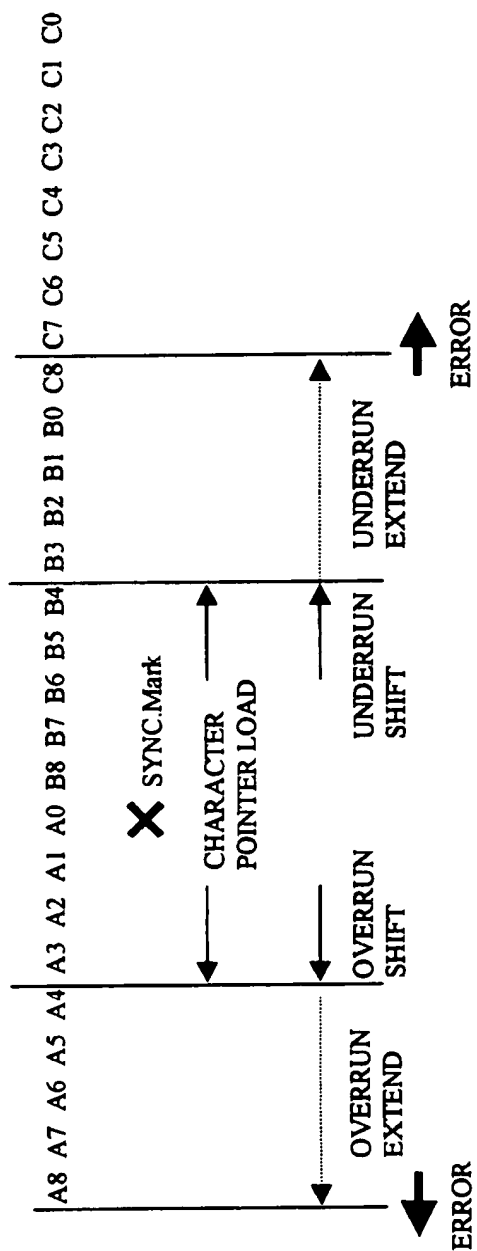 A8 A7 A6 A5 A4 A3 A2 A1 A0 B8 B7 B6 B5 B4 B3 B2 B1 B0 C8 C7 C6 C5 C4 C3 C2 C1 C0
SYNC.Mark
CHARACTER
POINTER LOAD
OVERRUN
EXTEND
OVERRUN
SHIFT
UNDERRUN
SHIFT
UNDERRUN
EXTEND
ERROR
ERROR